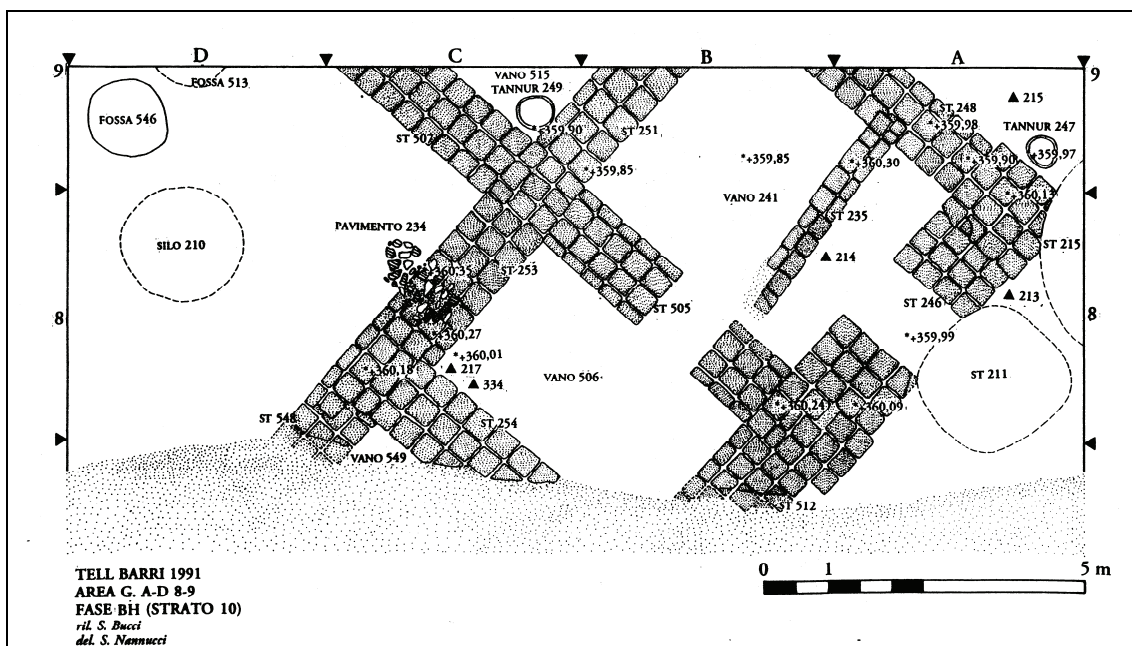 D C B A
9 9
FOSSA 513
VANO 515
TANNUR 249
FOSSA 546
ST 507
*+359,90
ST 251
ST 248
*+359,98
▲ 215
TANNUR 247
*+359,85
*+359,85
*+360,30
*+359,90
*+359,97
VANO 241
*+360,1
PAVIMENTO 234
ST 235
SILO 210
ST 215
*+360,35
ST 253
▲ 214
ST 505
ST 246
▲ 213
8 8
*+360,27
*+359,99
*+360,01
*+360,18
▲ 217
▲ 334
VANO 506
ST 211
*+360,24
*+360,09
ST 548
ST 254
VANO 549
ST 512
TELL BARRI 1991
AREA G. A-D 8-9
FASE BH (STRATO 10)
ril. S. Bucci
del. S. Nannucci
0 1 5 m